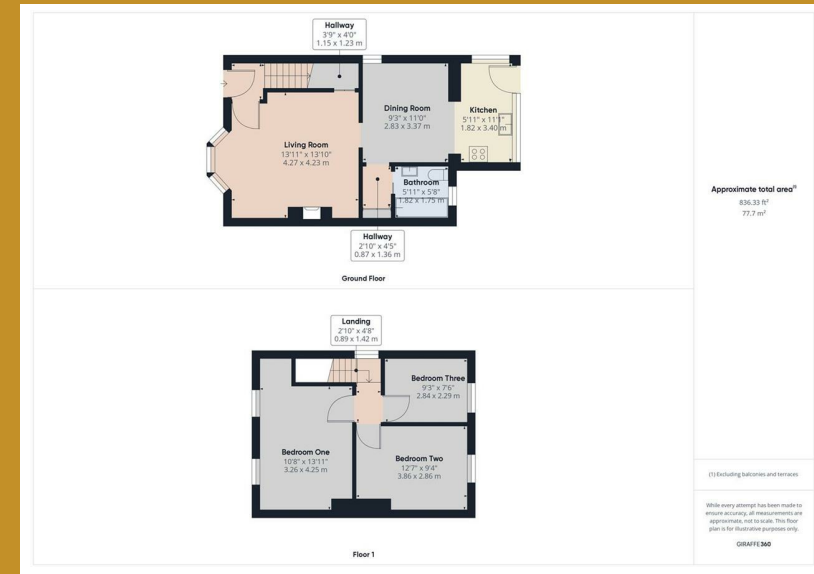 Hallway
3'9" x 4'0"
1.15 x 1.23 m
Dining Room
9'3" x 11'0"
2.83 x 3.37 m
Kitchen
5'11" x 11'1"
1.82 x 3.40 m
Living Room
13'11" x 13'10"
4.27 x 4.23 m
Bathroom
5'11" x 5'8"
1.82 x 1.75 m
Hallway
2'10" x 4'5"
0.87 x 1.36 m
Ground Floor
Landing
2'10" x 4'8"
0.89 x 1.42 m
Bedroom Three
9'3" x 7'6"
2.84 x 2.29 m
Bedroom One
10'8" x 13'11"
3.26 x 4.25 m
Bedroom Two
12'7" x 9'4"
3.86 x 2.86 m
Floor 1
Approximate total area⁽¹⁾
836.33 ft²
77.7 m²
(1) Excluding balconies and terraces
While every attempt has been made to
ensure accuracy, all measurements are
approximate, not to scale. This floor
plan is for illustrative purposes only.
GIRAFFE360